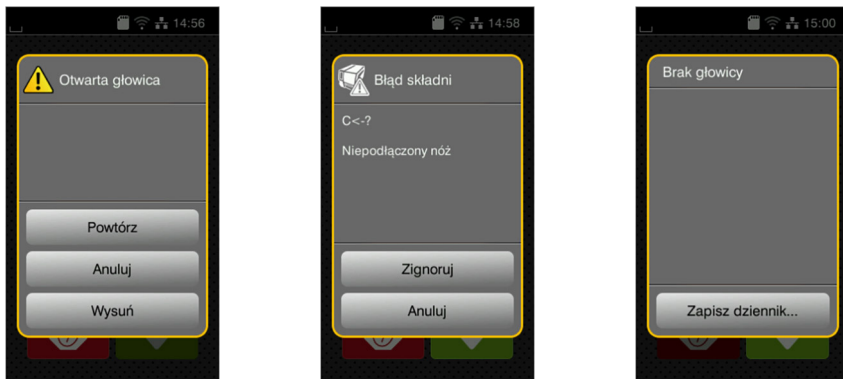 14:56
Otwarta głowica
Powtórz
Anuluj
Wysuń
14:58
Błąd składni
C<-?
Niepodłączony nóż
Zignoruj
Anuluj
15:00
Brak głowicy
Zapisz dziennik...